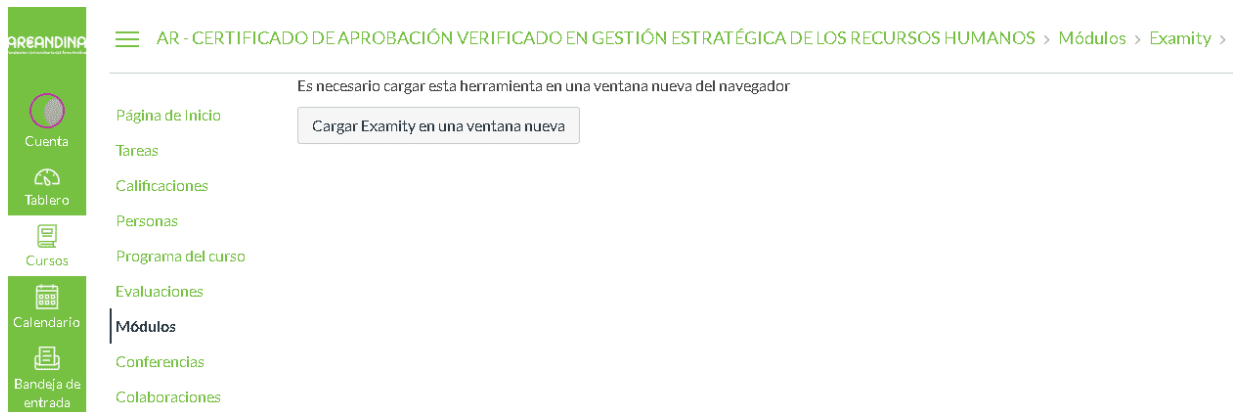 AREANDINA
AR - CERTIFICADO DE APROBACIÓN VERIFICADO EN GESTIÓN ESTRATÉGICA DE LOS RECURSOS HUMANOS > Módulos > Examity >
Cuenta
Tablero
Cursos
Calendario
Bandeja de
entrada
Página de Inicio
Tareas
Calificaciones
Personas
Programa del curso
Evaluaciones
Módulos
Conferencias
Colaboraciones
Es necesario cargar esta herramienta en una ventana nueva del navegador
Cargar Examity en una ventana nueva